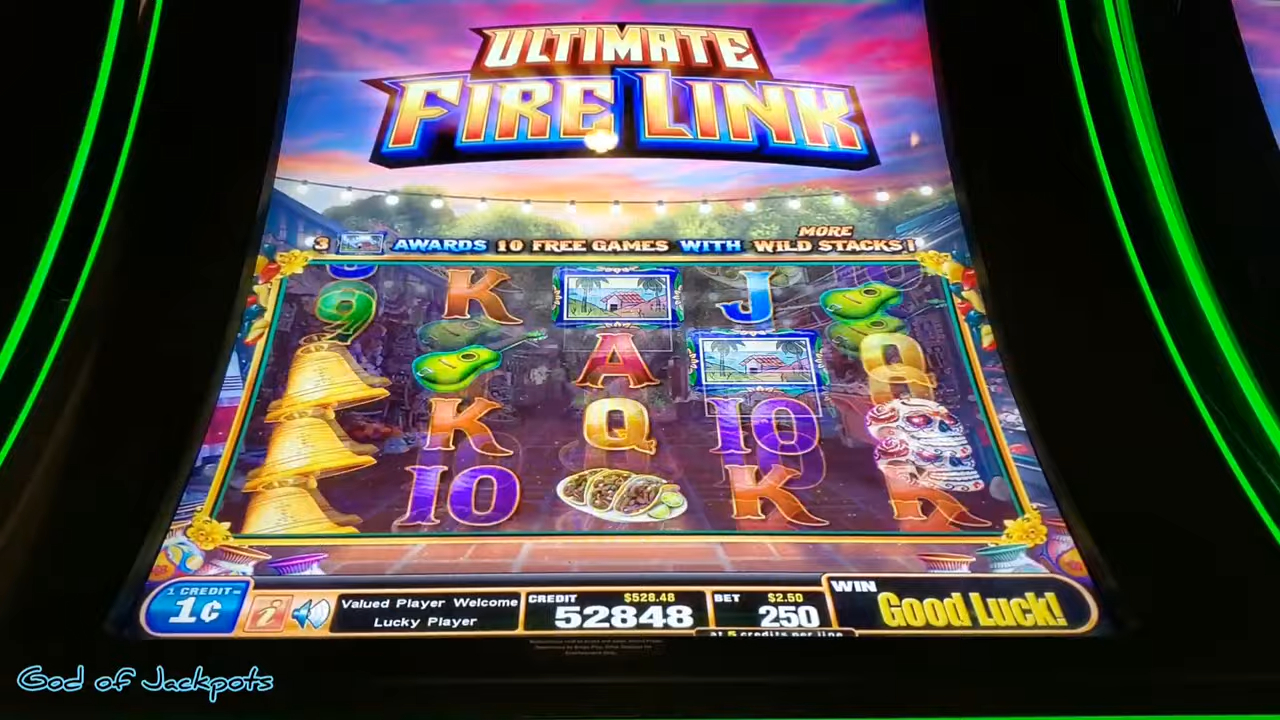 ULTIMATE
FIRE LINK
MORE
3 AWARDS 10 FREE GAMES WITH WILD STACKS!
K J
9 A Q
K Q IO
IO K K
1 CREDIT=
1¢
i
Valued Player Welcome
Lucky Player
CREDIT $528.48
52848
BET $2.50
250
at 5 credits per line
WIN
Good Luck!
God of Jackpots